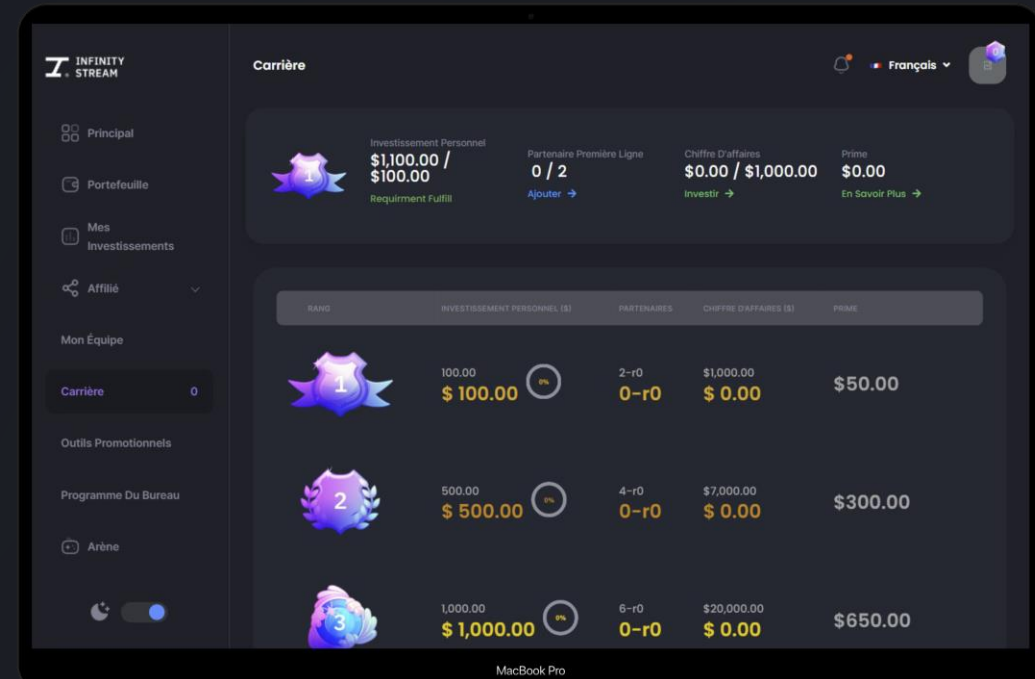 INFINITY
STREAM
Carrière
Français
Principal
Portefeuille
Mes
Investissements
Affilié
Mon Équipe
Carrière 0
Outils Promotionnels
Programme Du Bureau
Arène
1
Investissement Personnel
$1,100.00 /
$100.00
Requirment Fulfill
Partenaire Première Ligne
0 / 2
Ajouter →
Chiffre D'affaires
$0.00 / $1,000.00
Investir →
Prime
$0.00
En Savoir Plus →
RANG INVESTISSEMENT PERSONNEL ($) PARTENAIRES CHIFFRE D'AFFAIRES ($) PRIME
1
100.00 2-r0 $1,000.00
$ 100.00 0% 0-r0 $ 0.00 $50.00
2
500.00 4-r0 $7,000.00
$ 500.00 0% 0-r0 $ 0.00 $300.00
3
1,000.00 6-r0 $20,000.00
$ 1,000.00 0% 0-r0 $ 0.00 $650.00
MacBook Pro